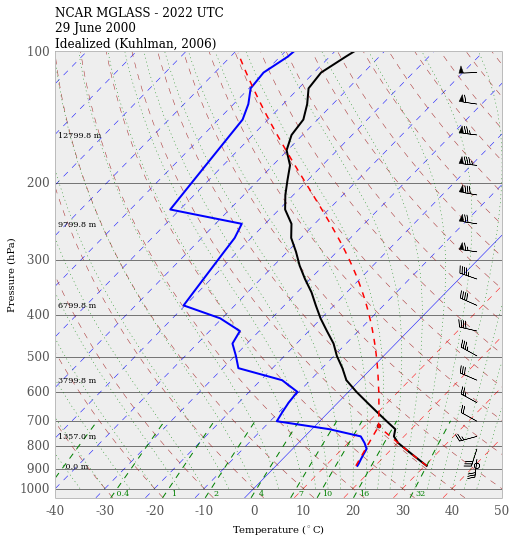 NCAR MGLASS - 2022 UTC
29 June 2000
Idealized (Kuhlman, 2006)
100
12799.8 m
200
9799.8 m
300
6799.8 m
400
500
3799.8 m
600
700
1357.0 m
800
0.0 m
900
1000
Pressure (hPa)
0.4 1 2 4 7 10 16 32
-40 -30 -20 -10 0 10 20 30 40 50
Temperature (°C)